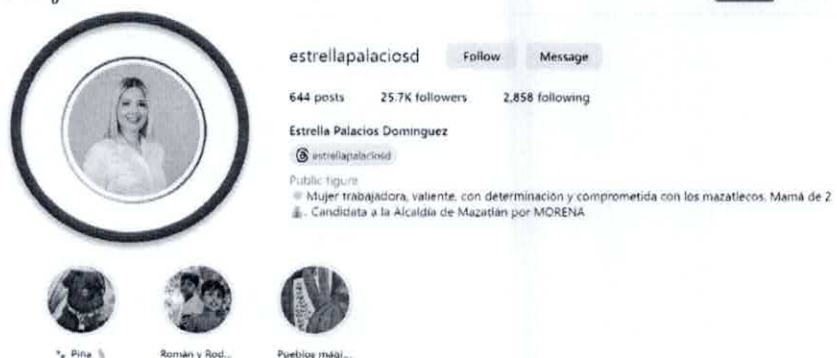 estrellapalaciosd Follow Message
644 posts 25.7K followers 2,858 following
Estrella Palacios Dominguez
estrellapalaciosd
Public figure
Mujer trabajadora, valiente, con determinación y comprometida con los mazatlecos. Mamá de 2
. Candidata a la Alcaldía de Mazatlán por MORENA
Pina Román y Rod... Pueblos mági...